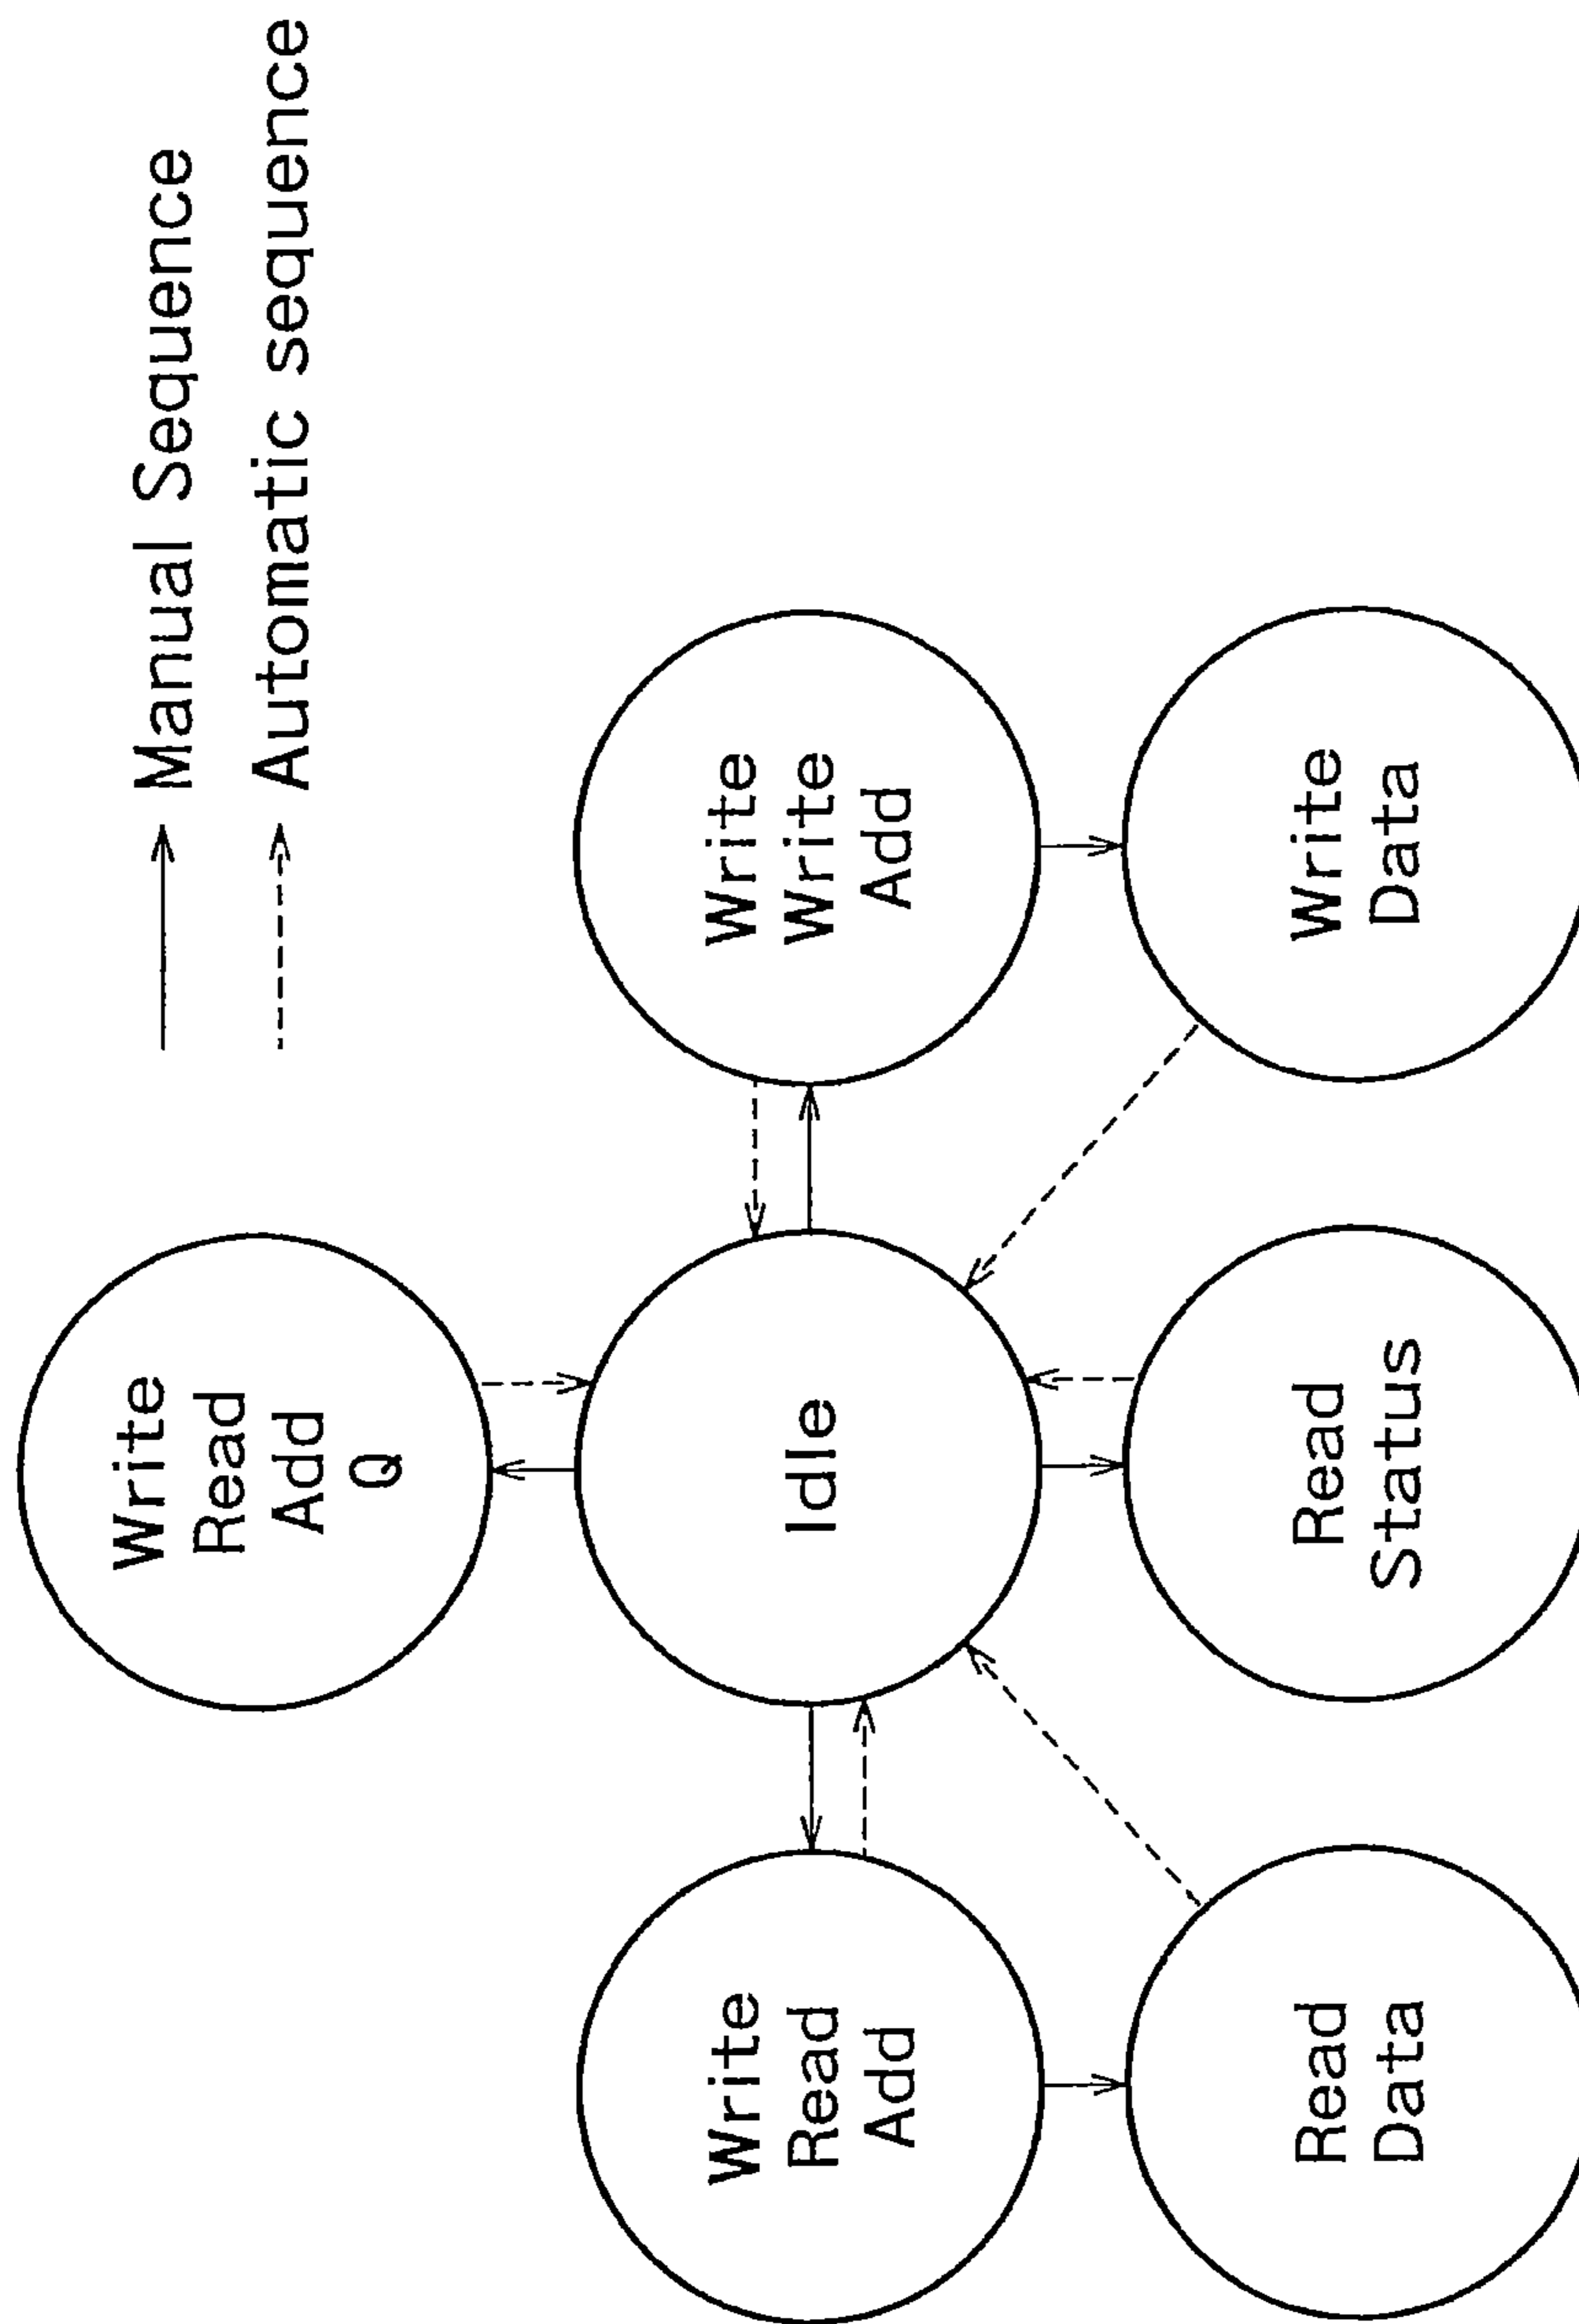 Manual Sequence
Automatic sequence
Write
Read
Add
Q
Write
Read
Add
Idle
Write
Write
Add
Read
Data
Read
Status
Write
Data